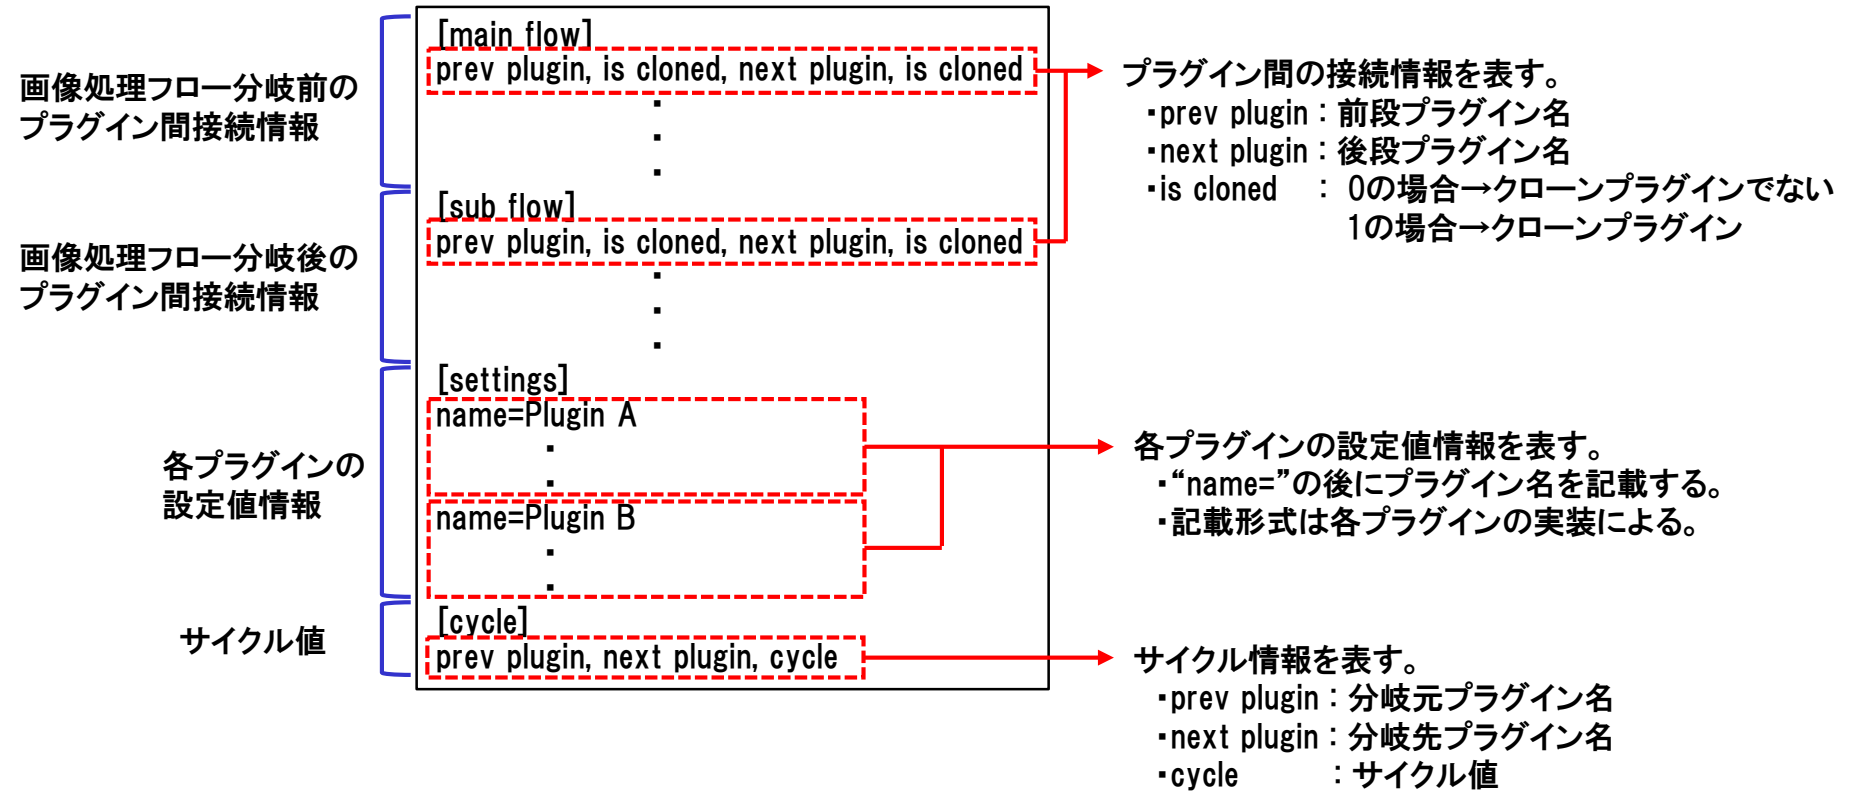 画像処理フロー分岐前の
プラグイン間接続情報
画像処理フロー分岐後の
プラグイン間接続情報
各プラグインの
設定値情報
サイクル値
[main flow]
prev plugin, is cloned, next plugin, is cloned
[sub flow]
prev plugin, is cloned, next plugin, is cloned
[settings]
name=Plugin A
name=Plugin B
[cycle]
prev plugin, next plugin, cycle
プラグイン間の接続情報を表す。
・prev plugin：前段プラグイン名
・next plugin：後段プラグイン名
・is cloned ： 0の場合→クローンプラグインでない
1の場合→クローンプラグイン
各プラグインの設定値情報を表す。
・“name=”の後にプラグイン名を記載する。
・記載形式は各プラグインの実装による。
サイクル情報を表す。
・prev plugin：分岐元プラグイン名
・next plugin：分岐先プラグイン名
・cycle ：サイクル値